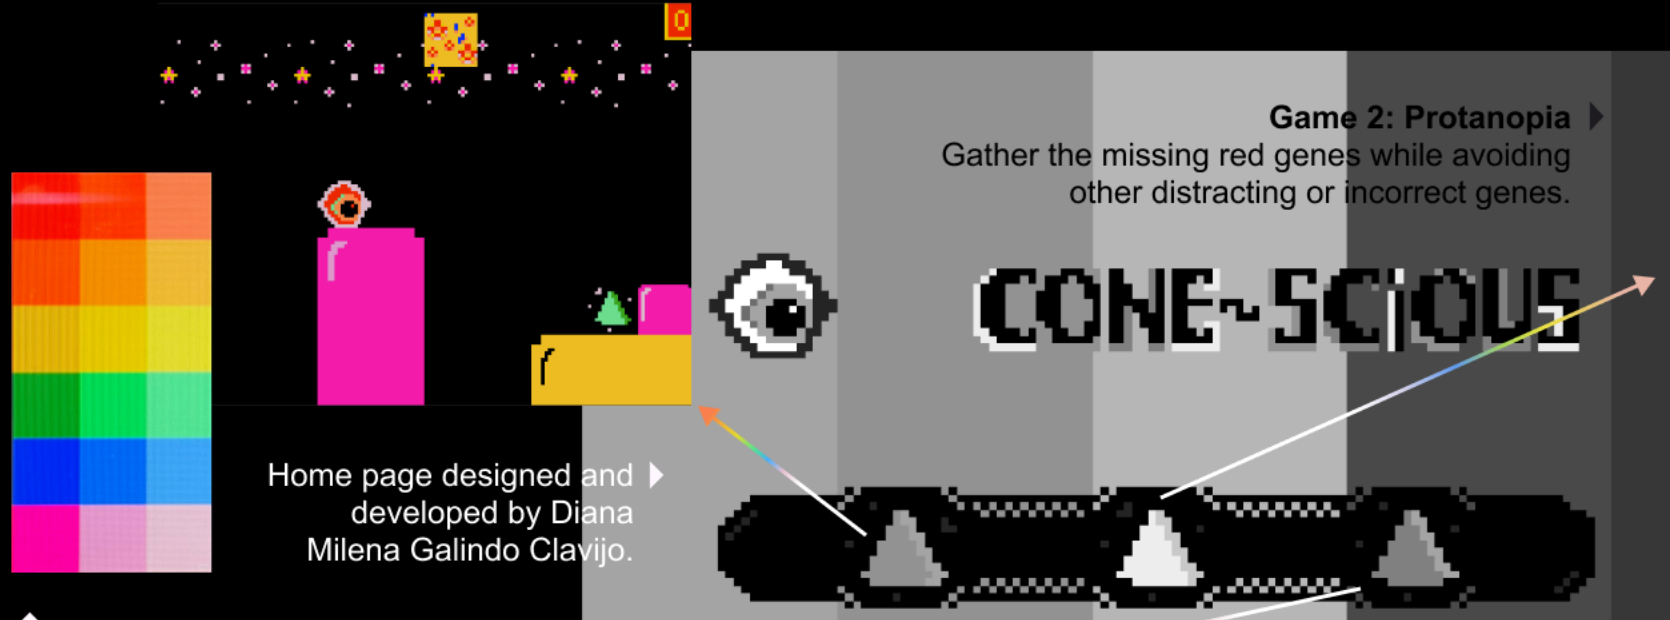 0
Game 2: Protanopia
Gather the missing red genes while avoiding
other distracting or incorrect genes.
CONE~SCiOUS
Home page designed and
developed by Diana
Milena Galindo Clavijo.